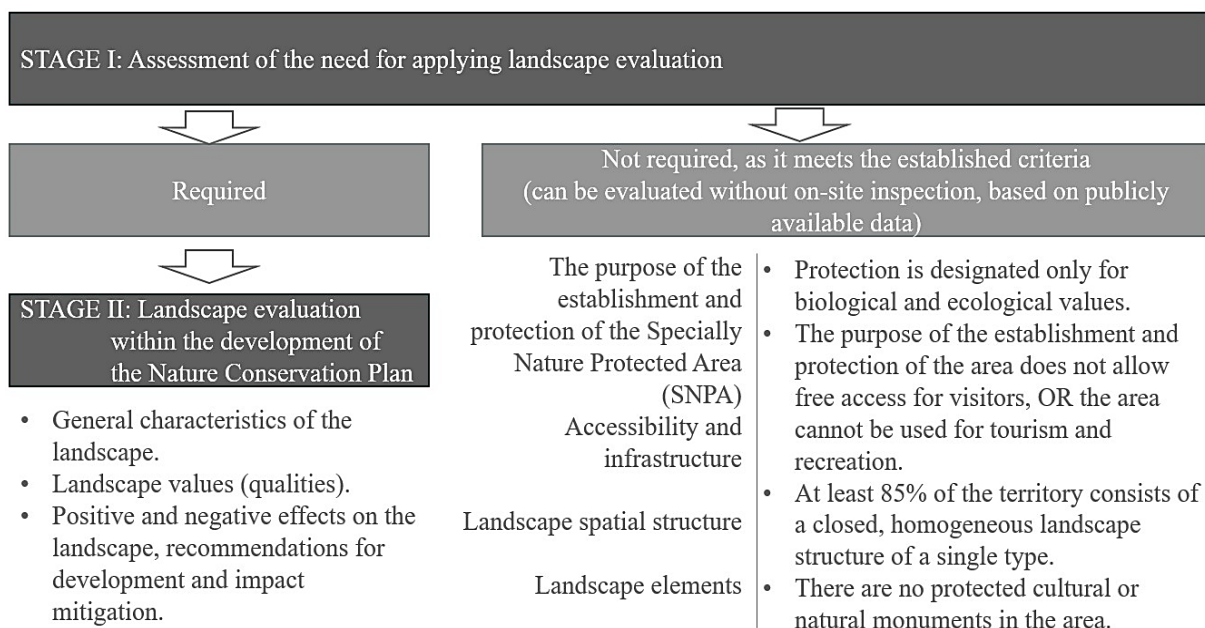 STAGE I: Assessment of the need for applying landscape evaluation
Required
Not required, as it meets the established criteria
(can be evaluated without on-site inspection, based on publicly
available data)
STAGE II: Landscape evaluation
within the development of
the Nature Conservation Plan
• General characteristics of the
landscape.
• Landscape values (qualities).
• Positive and negative effects on the
landscape, recommendations for
development and impact
mitigation.
The purpose of the
establishment and
protection of the Specially
Nature Protected Area
(SNPA)
Accessibility and
infrastructure
Landscape spatial structure
Landscape elements
• Protection is designated only for
biological and ecological values.
• The purpose of the establishment and
protection of the area does not allow
free access for visitors, OR the area
cannot be used for tourism and
recreation.
• At least 85% of the territory consists of
a closed, homogeneous landscape
structure of a single type.
• There are no protected cultural or
natural monuments in the area.